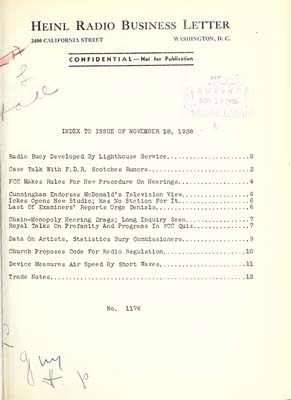 HEINL RADIO BUSINESS LETTER
2400 CALIFORNIA STREET WASHINGTON, D. C.
CONFIDENTIAL—Not for Publication
INDEX TO ISSUE OF NOVEMBER 18, 1938
Radio Buoy Developed By Lighthouse Service....................2
Case Talk With F.D.R. Scotches Rumors.........................3
FCC Makes Rules For New Procedure On Hearings.................4
Cunningham Endorses McDonald's Television View................6
Ickes Opens New Studio; Has No Station For It.................6
Last Of Examiners' Reports Urge Denials.......................6
Chain-Monopoly Hearing Drags; Long Inquiry Seen...............7
Royal Talks On Profanity And Programs In FCC Quiz.............7
Data On Artists, Statistics Bury Commissioners................9
Church Proposes Code For Radio Regulation....................10
Device Measures Air Speed By Short Waves.....................11
Trade Notes..................................................12
No. 1176